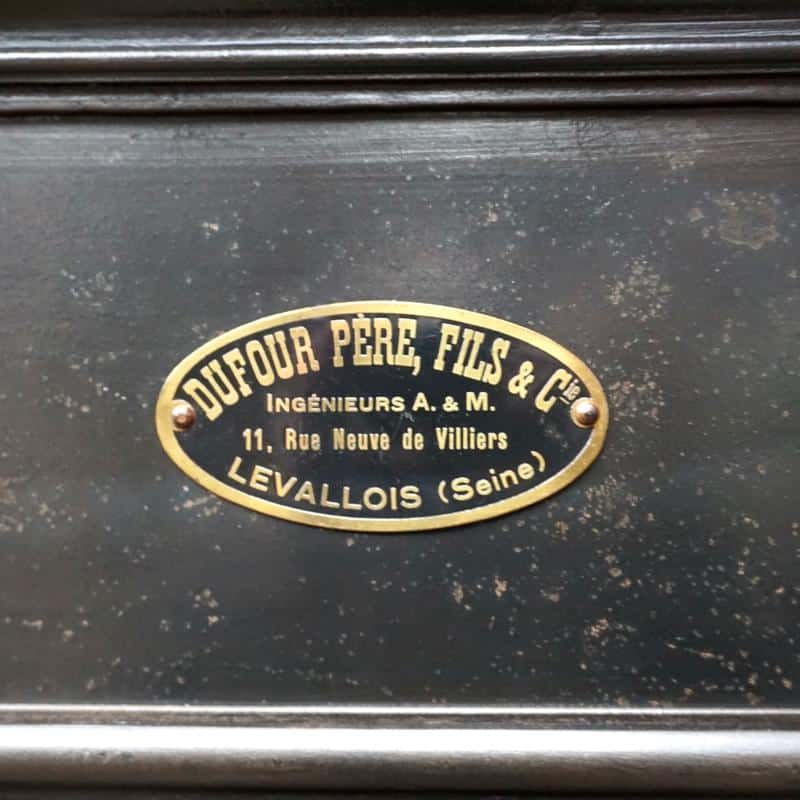 DUFOUR PÈRE, FILS & Cie
INGÉNIEURS A. & M.
11, Rue Neuve de Villiers
LEVALLOIS (Seine)